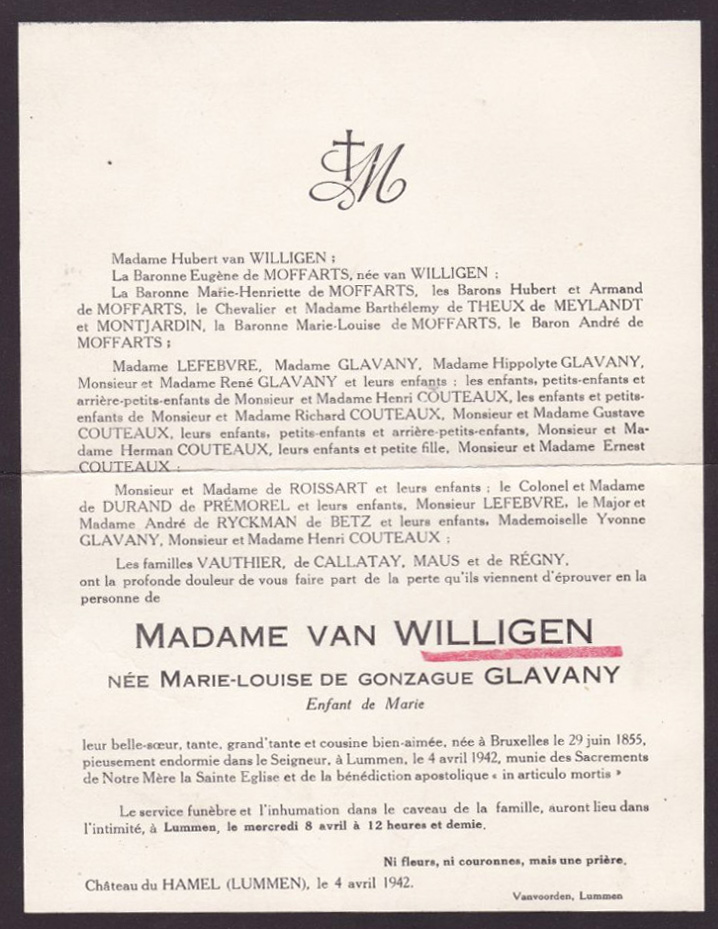 M
Madame Hubert van WILLIGEN ;
La Baronne Eugène de MOFFARTS, née van WILLIGEN ;
La Baronne Marie-Henriette de MOFFARTS, les Barons Hubert et Armand
de MOFFARTS, le Chevalier et Madame Barthélemy de THEUX de MEYLANDT
et MONTJARDIN, la Baronne Marie-Louise de MOFFARTS, le Baron André de
MOFFARTS ;
Madame LEFEBVRE, Madame GLAVANY, Madame Hippolyte GLAVANY,
Monsieur et Madame René GLAVANY et leurs enfants ; les enfants, petits-enfants et
arrière-petits-enfants de Monsieur et Madame Henri COUTEAUX, les enfants et petits-
enfants de Monsieur et Madame Richard COUTEAUX, Monsieur et Madame Gustave
COUTEAUX, leurs enfants, petits-enfants et arrière-petits-enfants, Monsieur et Ma-
dame Herman COUTEAUX, leurs enfants et petite fille, Monsieur et Madame Ernest
COUTEAUX ;
Monsieur et Madame de ROISSART et leurs enfants ; le Colonel et Madame
de DURAND de PRÉMOREL et leurs enfants, Monsieur LEFEBVRE, le Major et
Madame André de RYCKMAN de BETZ et leurs enfants, Mademoiselle Yvonne
GLAVANY, Monsieur et Madame Henri COUTEAUX ;
Les familles VAUTHIER, de CALLATAY, MAUS et de RÉGNY,
ont la profonde douleur de vous faire part de la perte qu'ils viennent d'éprouver en la
personne de
MADAME VAN WILLIGEN
NÉE MARIE-LOUISE DE GONZAGUE GLAVANY
Enfant de Marie
leur belle-sœur, tante, grand'tante et cousine bien-aimée, née à Bruxelles le 29 juin 1855,
pieusement endormie dans le Seigneur, à Lummen, le 4 avril 1942, munie des Sacrements
de Notre Mère la Sainte Eglise et de la bénédiction apostolique « in articulo mortis »
Le service funèbre et l'inhumation dans le caveau de la famille, auront lieu dans
l'intimité, à Lummen, le mercredi 8 avril à 12 heures et demie.
Ni fleurs, ni couronnes, mais une prière.
Château du HAMEL (LUMMEN), le 4 avril 1942.
Vanvoorden, Lummen